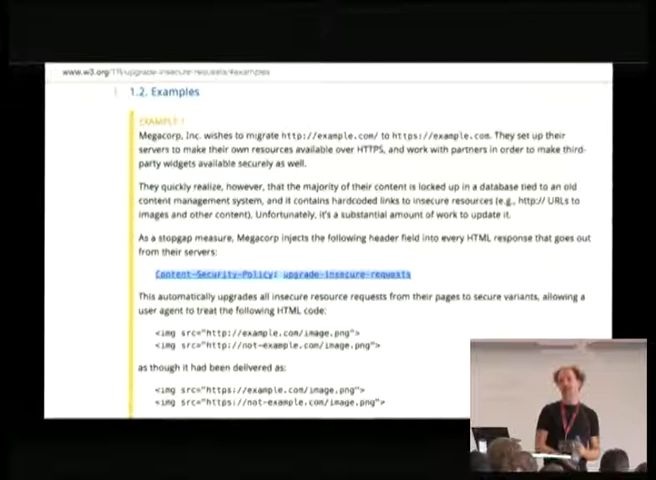 www.w3.org/TR/upgrade-insecure-requests/#examples
1.2. Examples
EXAMPLE 1
Megacorp, Inc. wishes to migrate http://example.com/ to https://example.com. They set up their
servers to make their own resources available over HTTPS, and work with partners in order to make third-
party widgets available securely as well.
They quickly realize, however, that the majority of their content is locked up in a database tied to an old
content management system, and it contains hardcoded links to insecure resources (e.g., http:// URLs to
images and other content). Unfortunately, it's a substantial amount of work to update it.
As a stopgap measure, Megacorp injects the following header field into every HTML response that goes out
from their servers:
Content-Security-Policy: upgrade-insecure-requests
This automatically upgrades all insecure resource requests from their pages to secure variants, allowing a
user agent to treat the following HTML code:
<img src="http://example.com/image.png">
<img src="http://not-example.com/image.png">
as though it had been delivered as:
<img src="https://example.com/image.png">
<img src="https://not-example.com/image.png">